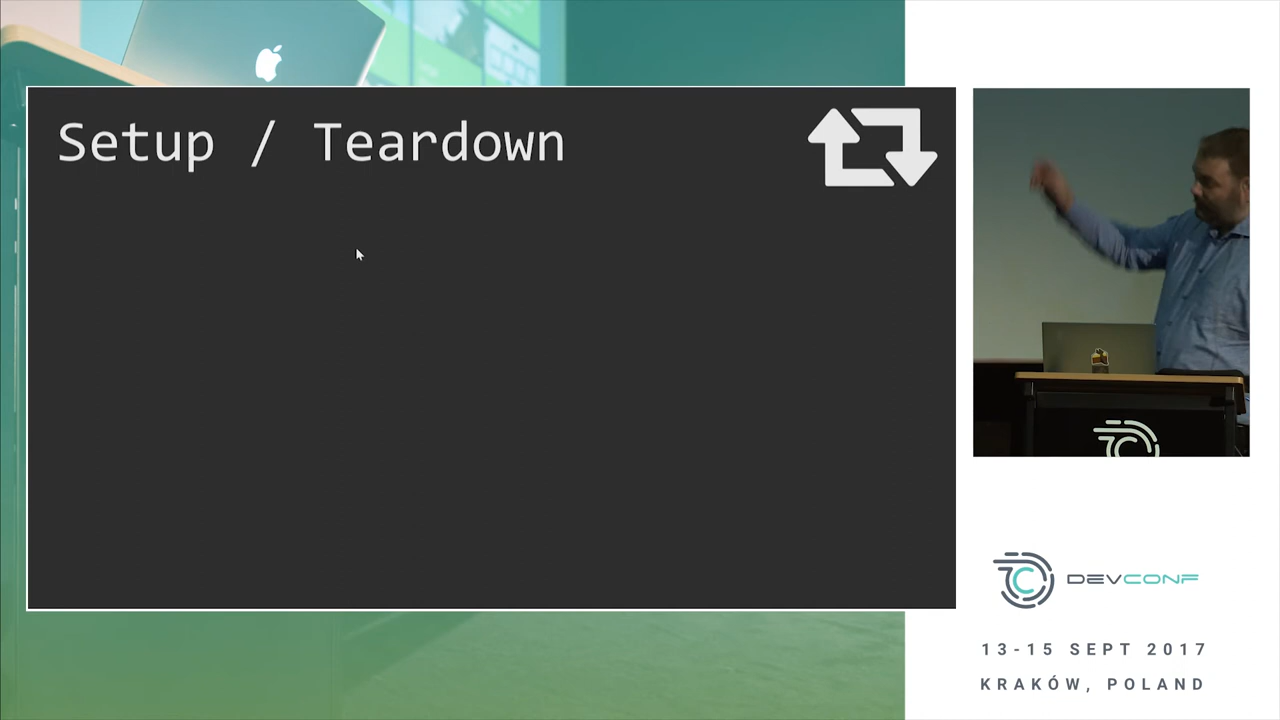 Setup / Teardown
DEVCONF
13-15 SEPT 2017
KRAKÓW, POLAND